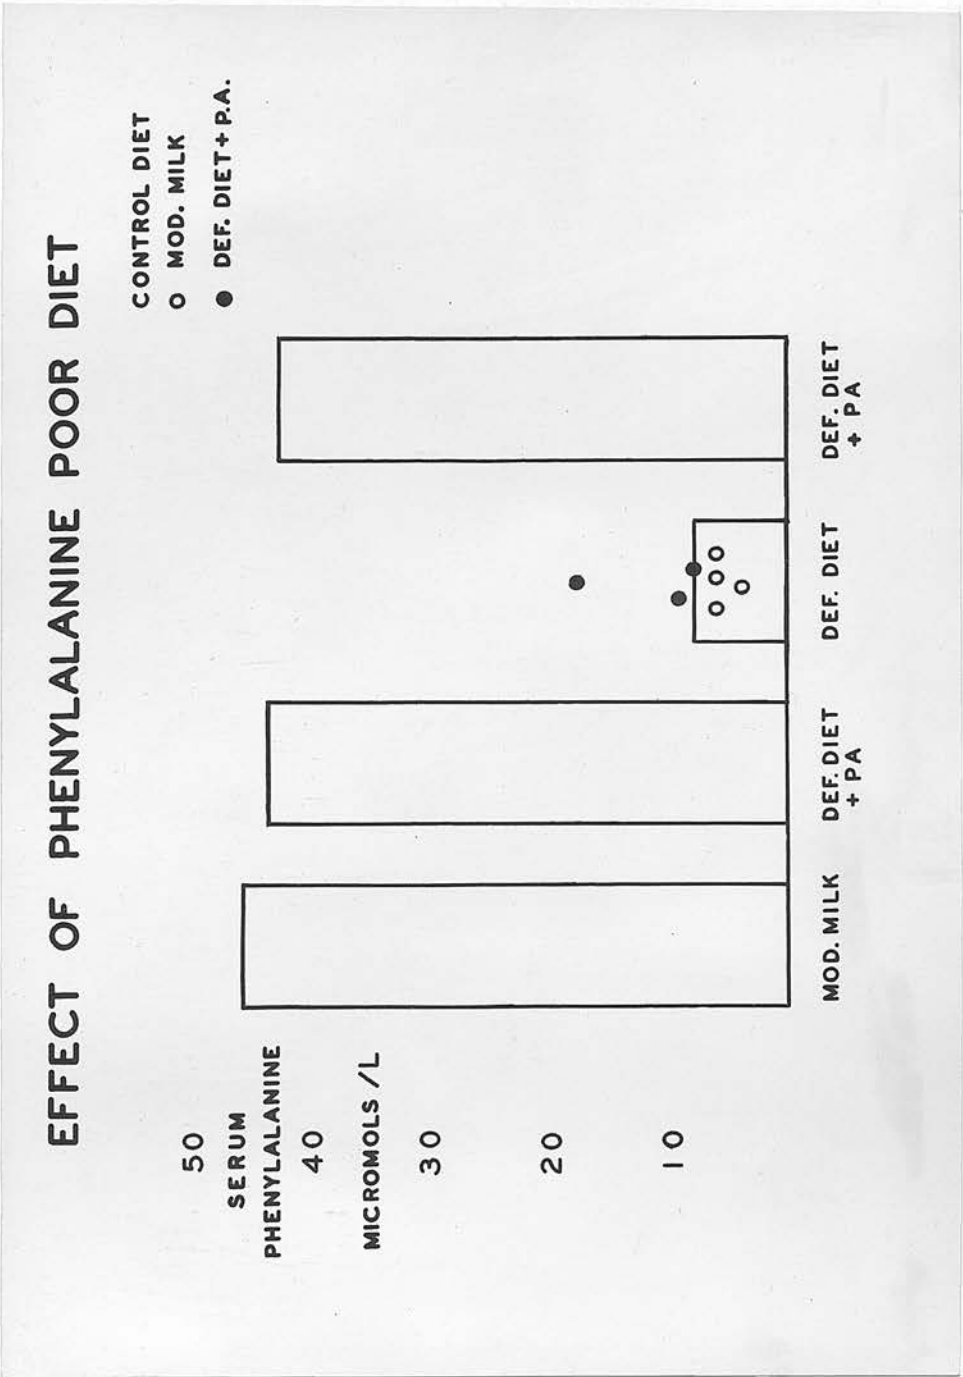 EFFECT OF PHENYLALANINE POOR DIET
CONTROL DIET
O MOD. MILK
● DEF. DIET + P.A.
50
SERUM
PHENYLALANINE
40
MICROMOLS /L
30
20
10
MOD. MILK
DEF. DIET
+ PA
DEF. DIET
DEF. DIET
+ PA